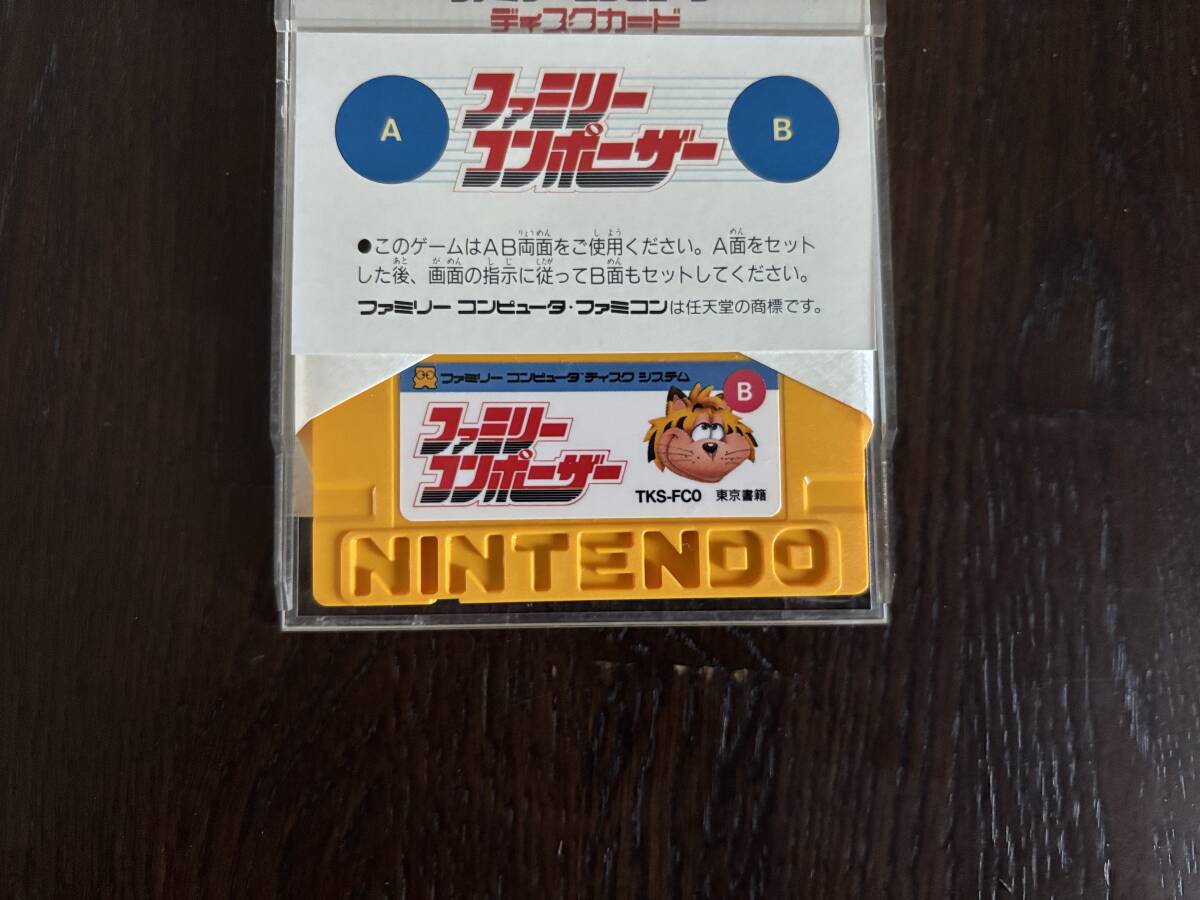 ディスクカード
A
ファミリー
コンポーザー
B
●このゲームはAB両面をご使用ください。A面をセット
した後、画面の指示に従ってB面もセットしてください。
ファミリー コンピュータ・ファミコンは任天堂の商標です。
ファミリー コンピュータ ディスク システム
B
ファミリー
コンポーザー
TKS-FCO 東京書籍
NINTENDO